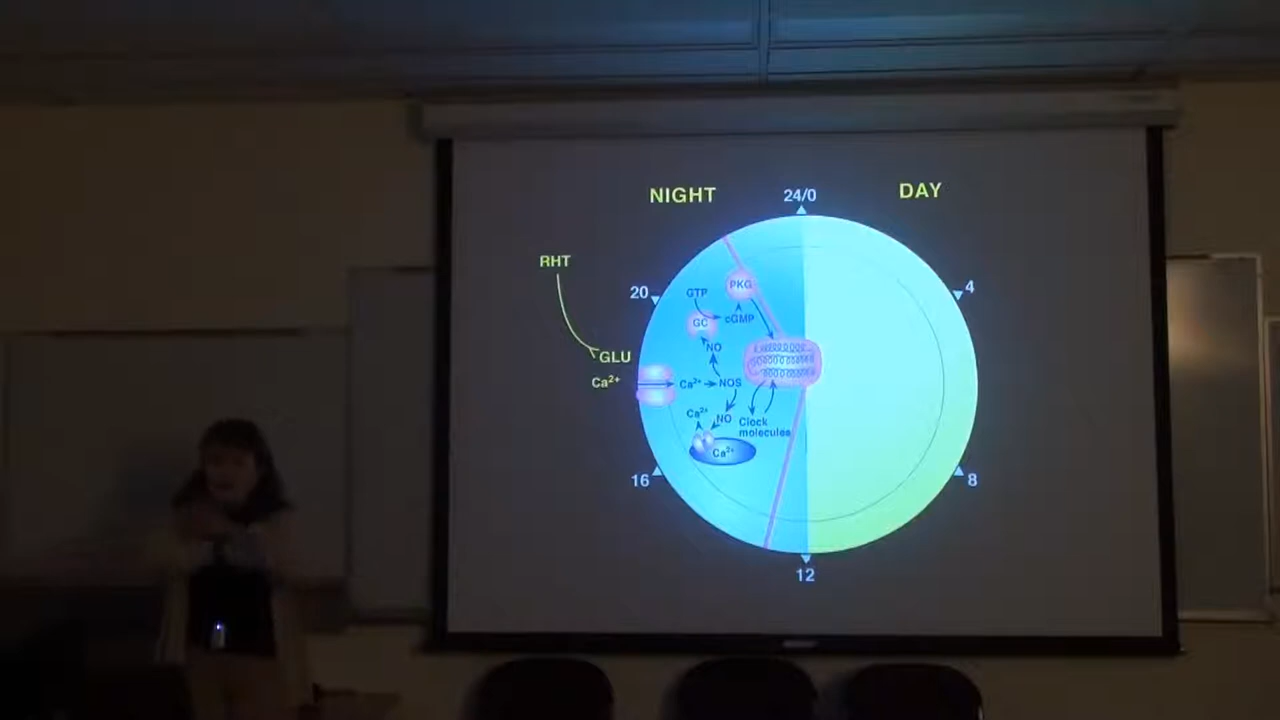 NIGHT
24/0
DAY
RHT
20
GTP
PKG
4
GC
cGMP
NO
GLU
Ca²⁺
Ca²⁺
NOS
Ca²⁺
NO
Clock
molecules
Ca²⁺
16
8
12